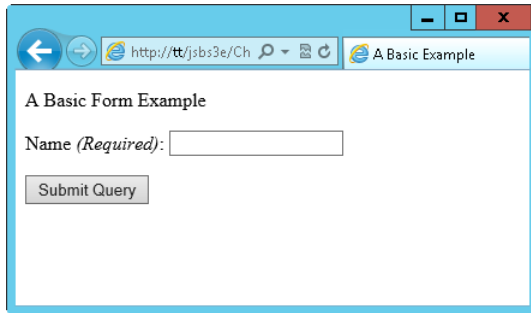 http://tt/jsbs3e/Ch
A Basic Example
A Basic Form Example
Name (Required):
Submit Query